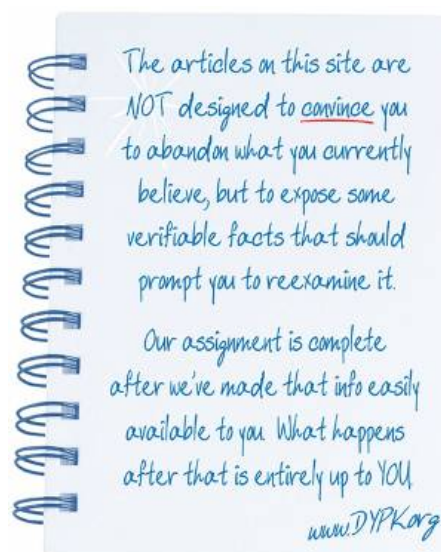 The articles on this site are
NOT designed to convince you
to abandon what you currently
believe, but to expose some
verifiable facts that should
prompt you to reexamine it.
Our assignment is complete
after we've made that info easily
available to you. What happens
after that is entirely up to YOU
www.DYPK.org